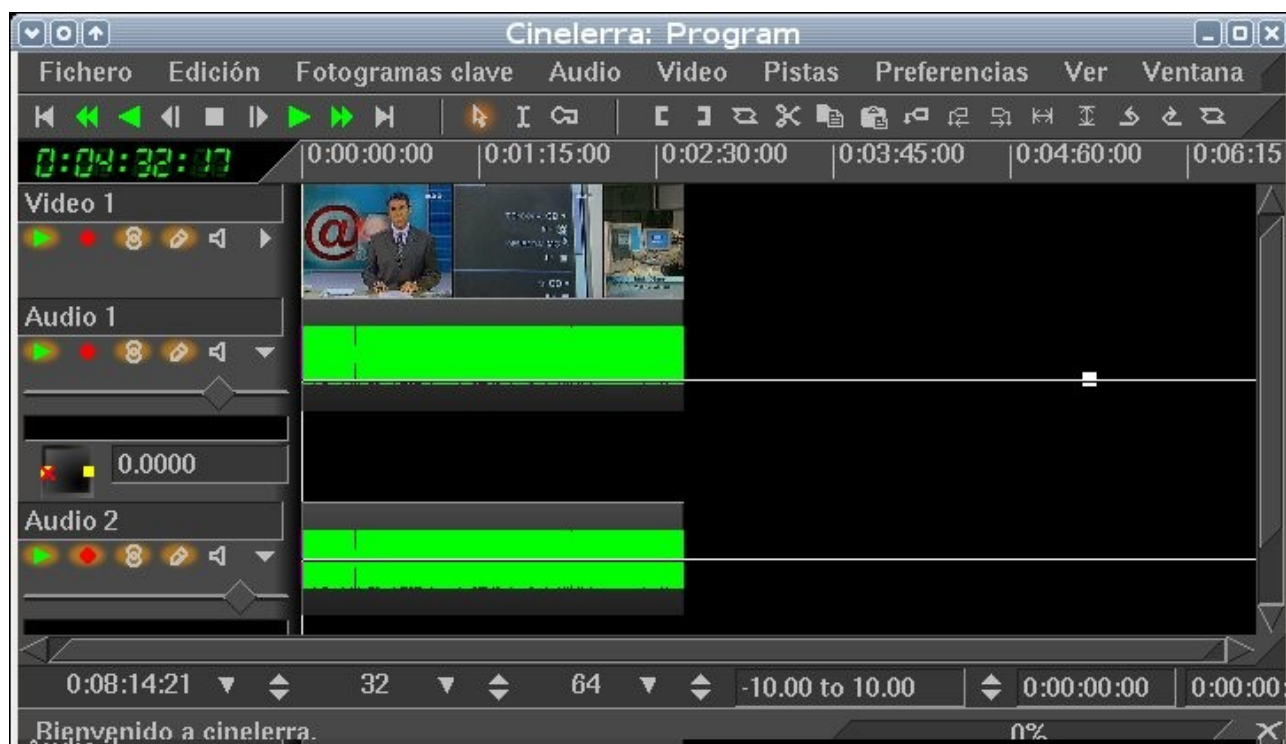 Cinelerra: Program
Fichero Edición Fotogramas clave Audio Video Pistas Preferencias Ver Ventana
0:04:32:17 0:00:00:00 0:01:15:00 0:02:30:00 0:03:45:00 0:04:60:00 0:06:15
Video 1
@
Audio 1
0.0000
Audio 2
0:08:14:21 32 64 -10.00 to 10.00 0:00:00:00 0:00:00:
Bienvenido a cinelerra. 0%